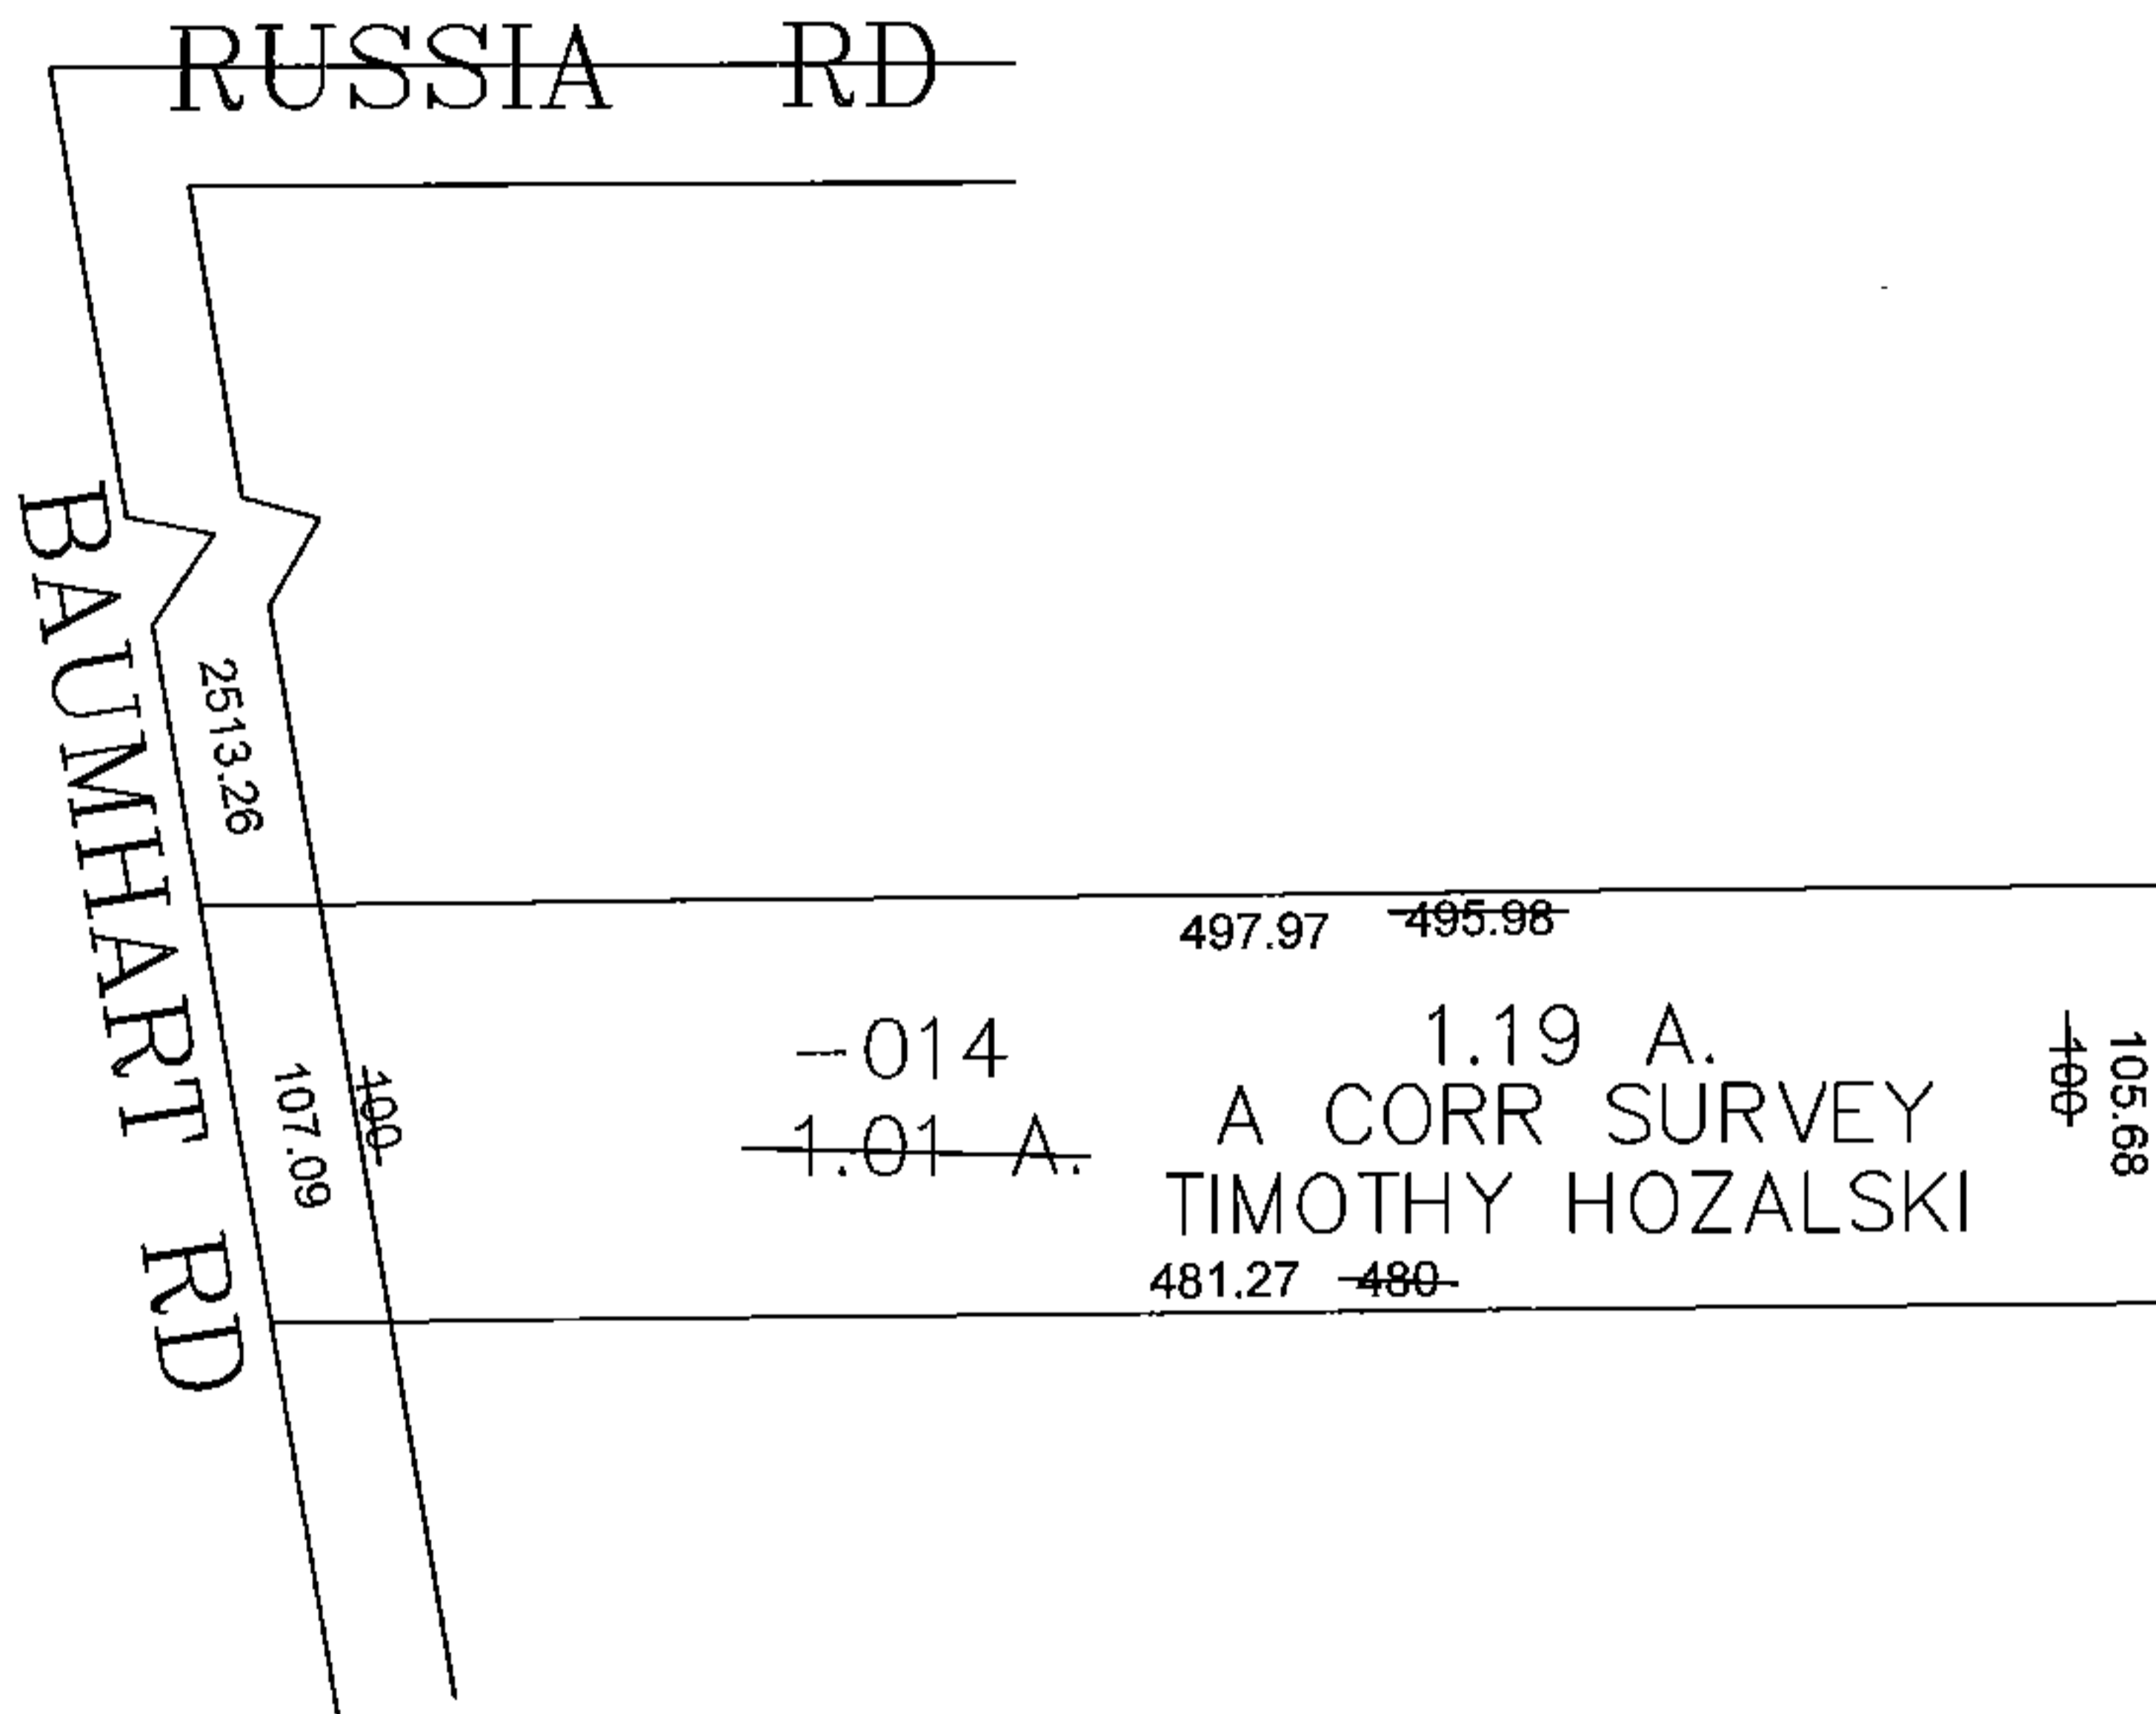 RUSSIA RD
BAUMHART RD
2513.26
497.97 495.98
-014 1.19 A.
1.01 A. A CORR SURVEY
TIMOTHY HOZALSKI
107.09 100
100 105.68
481.27 480